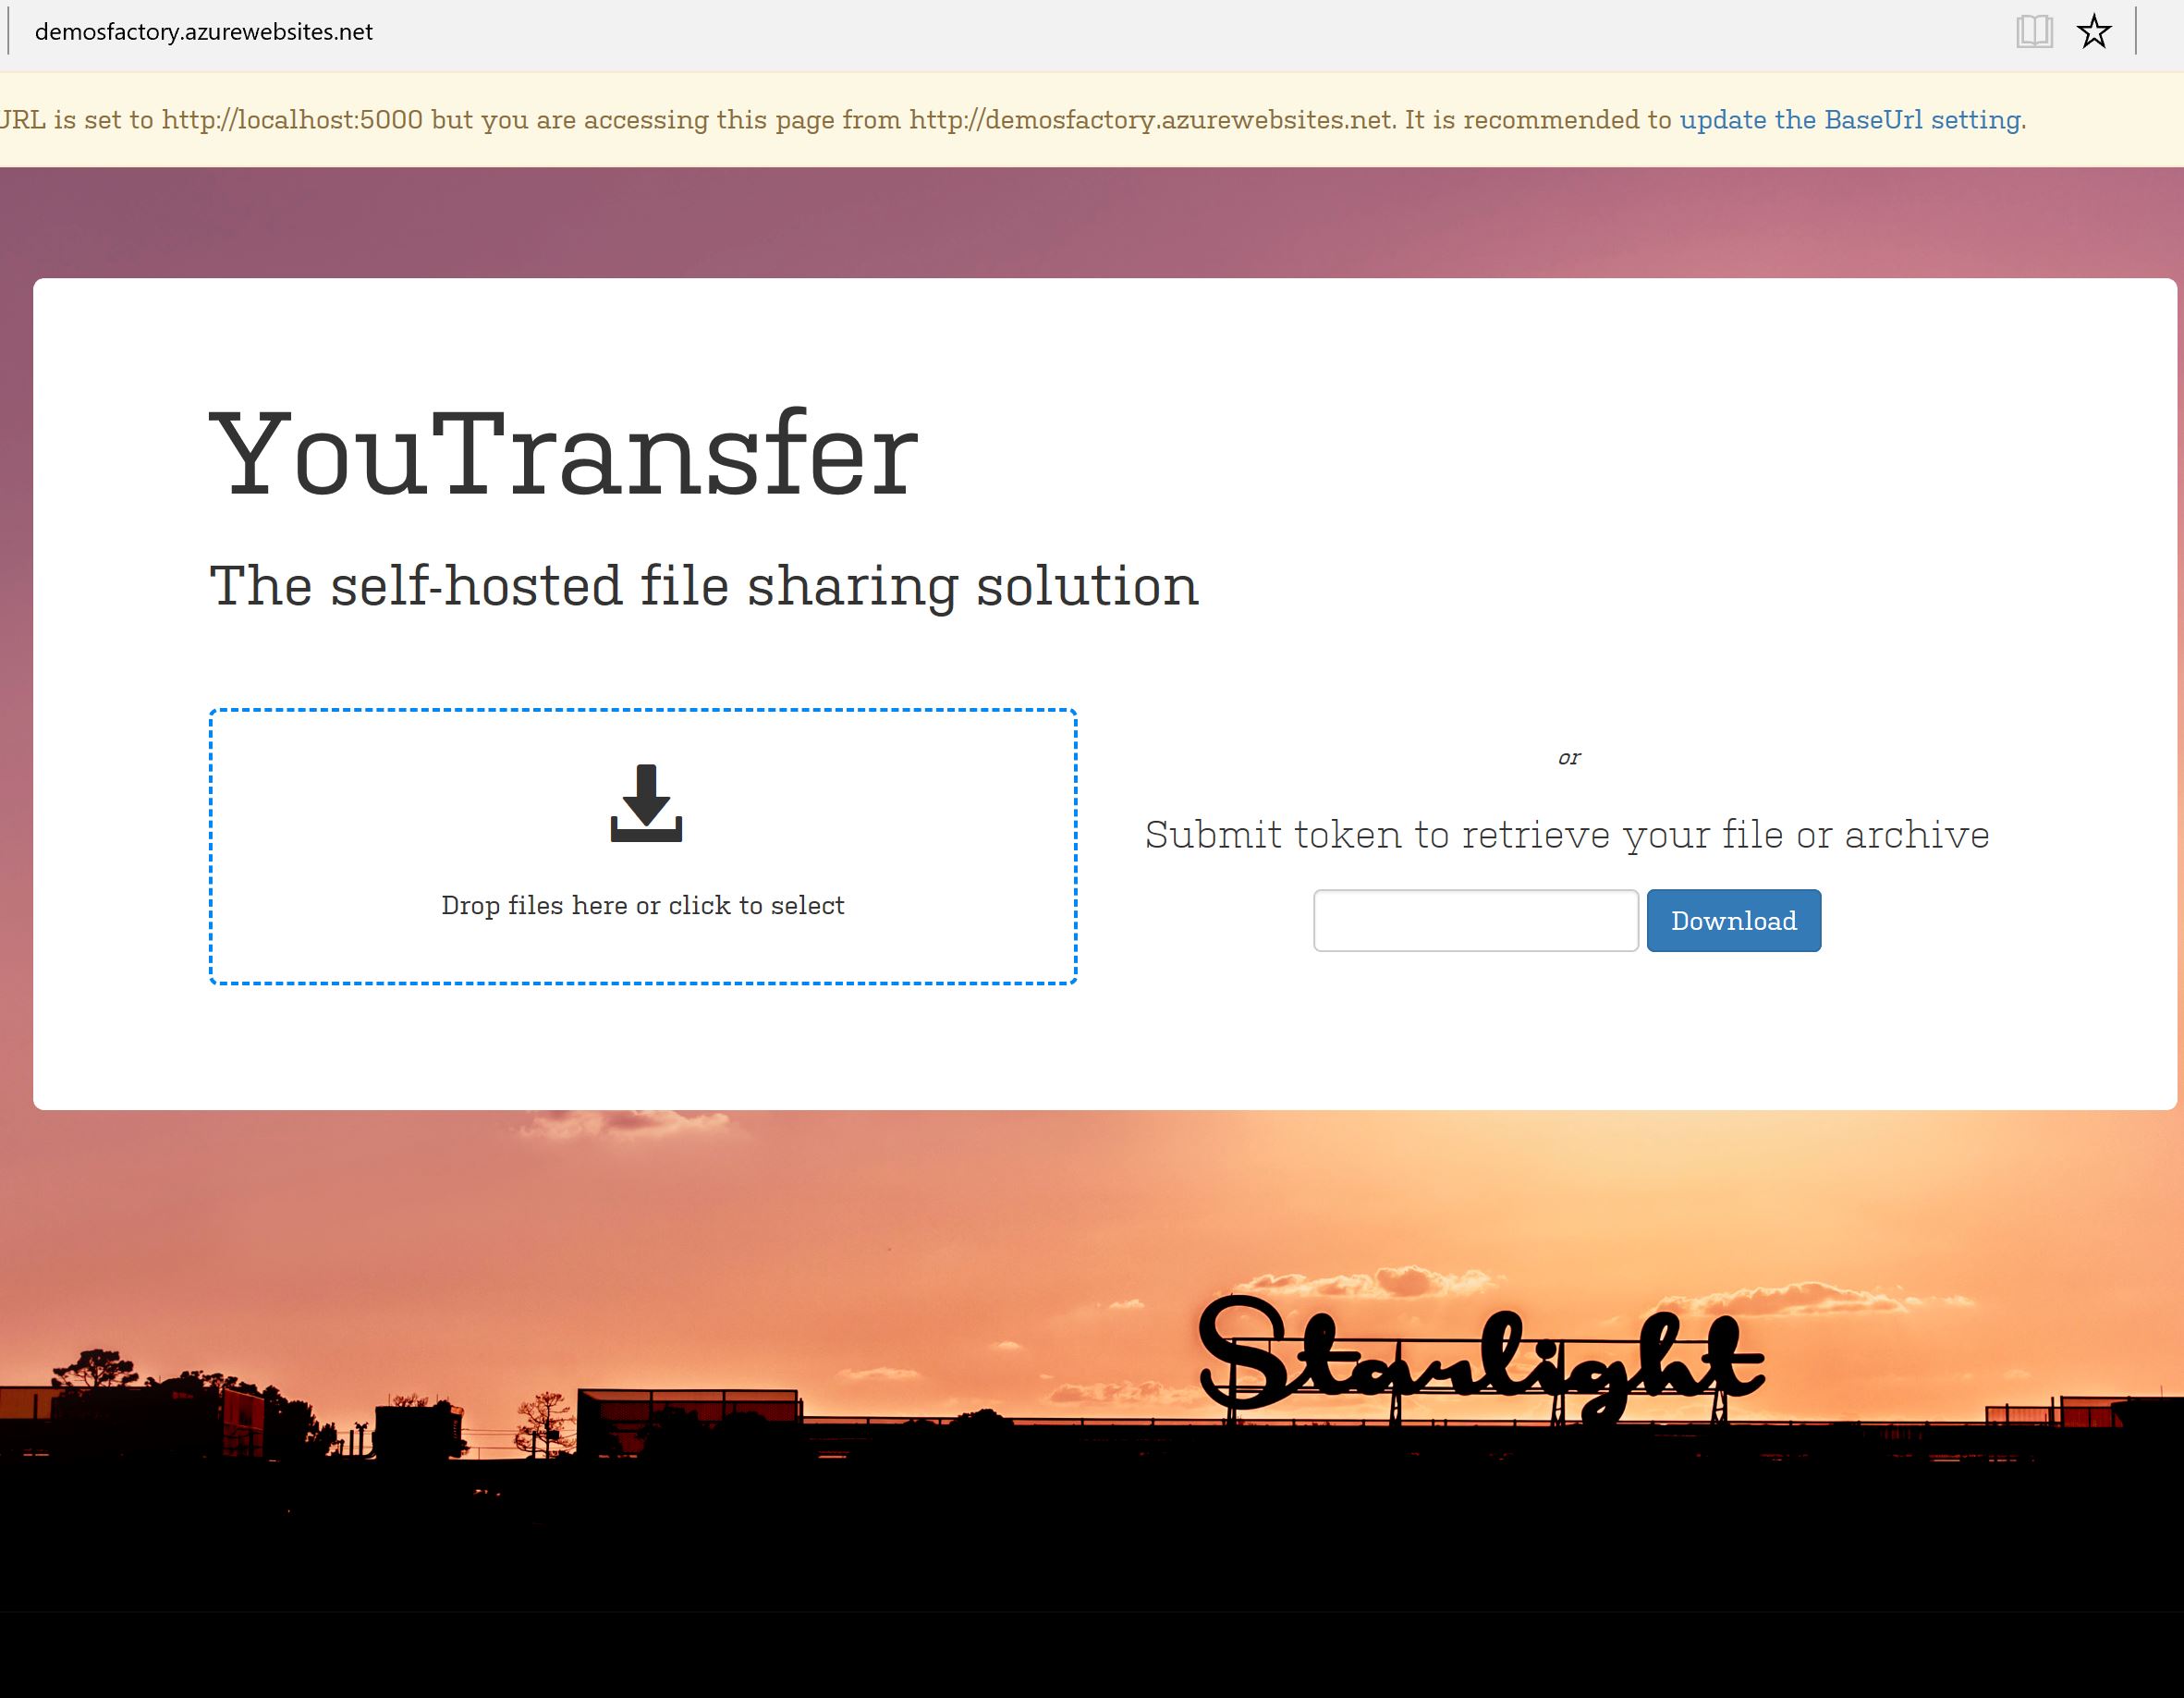 demosfactory.azurewebsites.net
URL is set to http://localhost:5000 but you are accessing this page from http://demosfactory.azurewebsites.net. It is recommended to update the BaseUrl setting.
YouTransfer
The self-hosted file sharing solution
Drop files here or click to select
or
Submit token to retrieve your file or archive
Download
Starlight